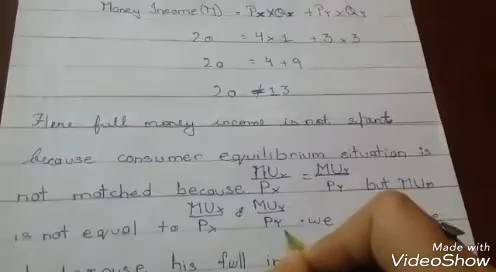 Money Income(M) = Px×Qx + PY×QY
20 = 4×1 + 3×3
20 = 4+9
20 ≠ 13
Here full money income is not spent
because consumer equilibrium situation is
not matched because MUx/Px = MUY/PY but MUm
is not equal to MUx/Px & MUY/PY . we
his full in
Made with
VideoShow